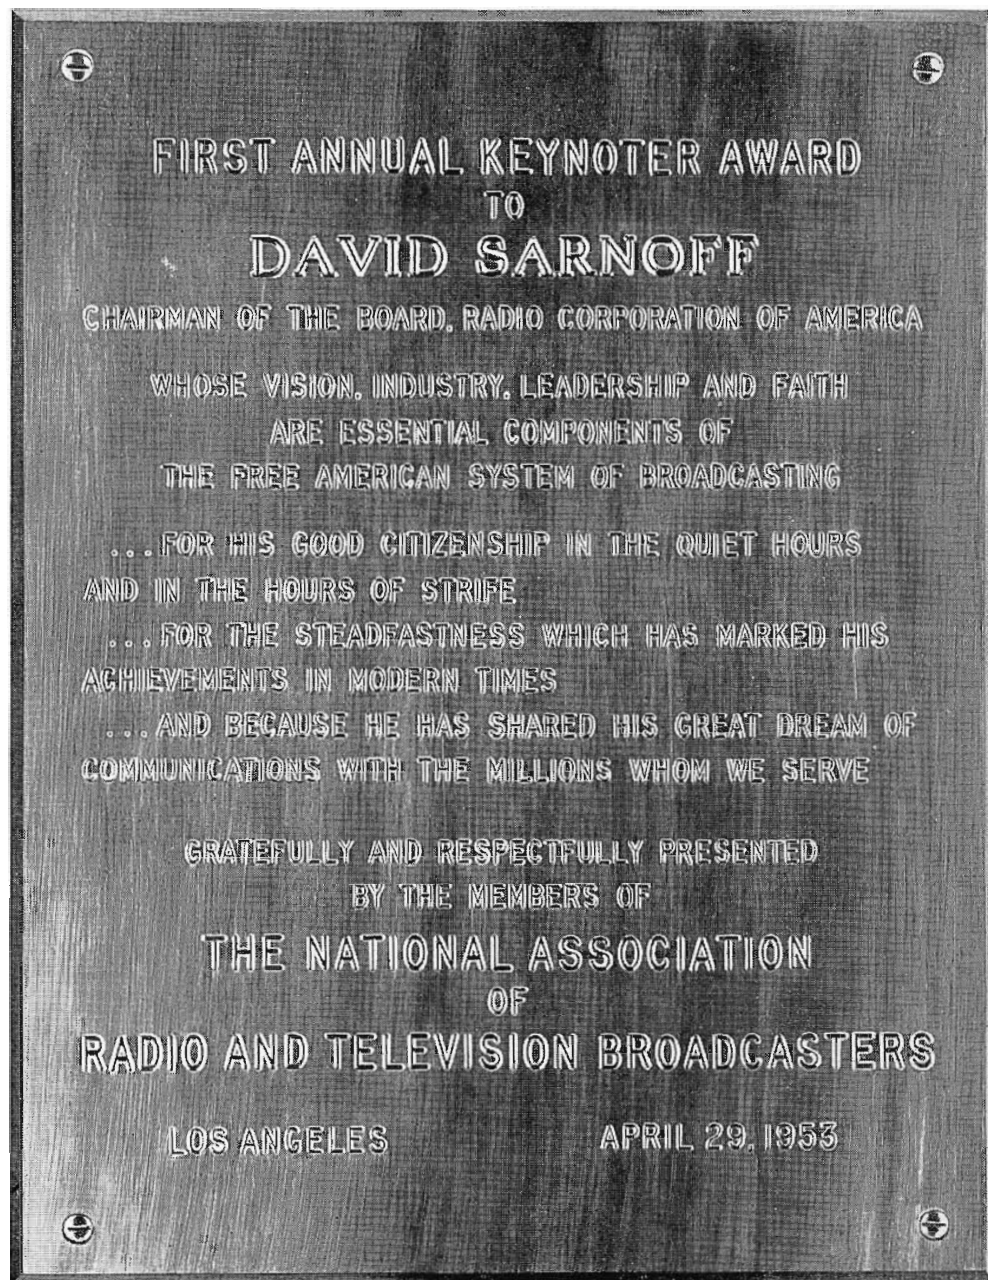 FIRST ANNUAL KEYNOTER AWARD
TO
DAVID SARNOFF
CHAIRMAN OF THE BOARD, RADIO CORPORATION OF AMERICA
WHOSE VISION, INDUSTRY, LEADERSHIP AND FAITH
ARE ESSENTIAL COMPONENTS OF
THE FREE AMERICAN SYSTEM OF BROADCASTING
...FOR HIS GOOD CITIZENSHIP IN THE QUIET HOURS
AND IN THE HOURS OF STRIFE
...FOR THE STEADFASTNESS WHICH HAS MARKED HIS
ACHIEVEMENTS IN MODERN TIMES
...AND BECAUSE HE HAS SHARED HIS GREAT DREAM OF
COMMUNICATIONS WITH THE MILLIONS WHOM WE SERVE
GRATEFULLY AND RESPECTFULLY PRESENTED
BY THE MEMBERS OF
THE NATIONAL ASSOCIATION
OF
RADIO AND TELEVISION BROADCASTERS
LOS ANGELES APRIL 29, 1953